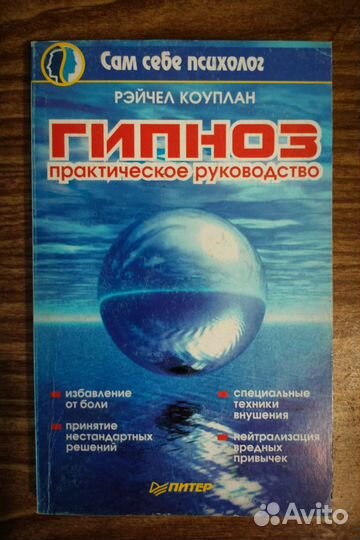 Сам себе психолог
РЭЙЧЕЛ КОУПЛАН
ГИПНОЗ
практическое руководство
избавление
от боли
принятие
нестандартных
решений
специальные
техники
внушения
нейтрализация
вредных
привычек
ПИТЕР
Avito